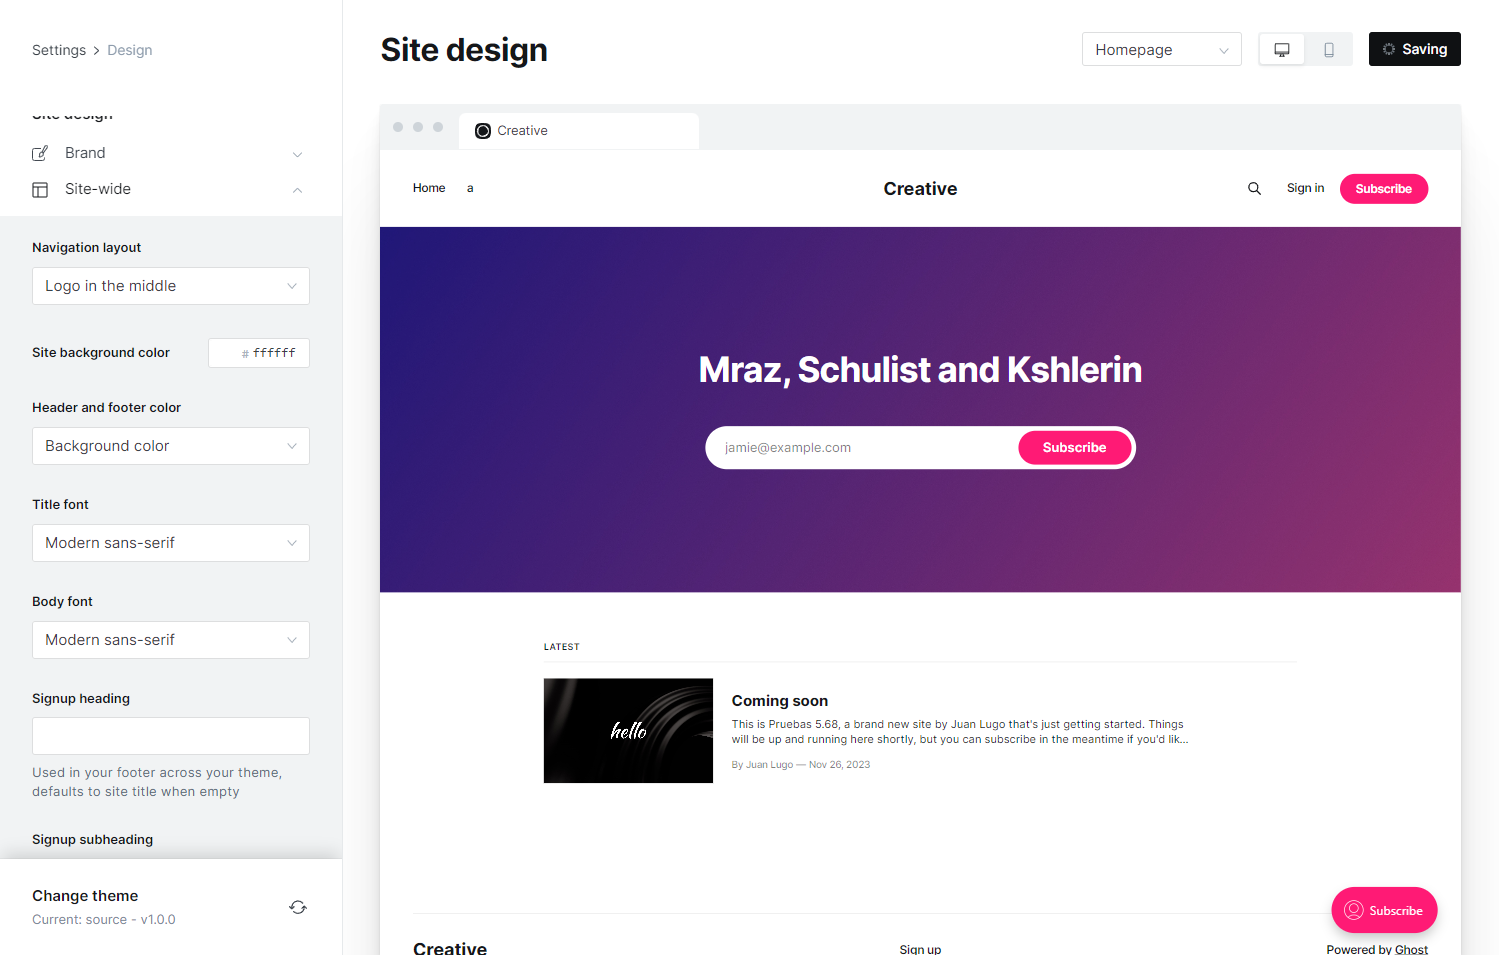 Settings > Design
Site design
Brand
Site-wide
Navigation layout
Logo in the middle
Site background color
# ffffff
Header and footer color
Background color
Title font
Modern sans-serif
Body font
Modern sans-serif
Signup heading
Used in your footer across your theme,
defaults to site title when empty
Signup subheading
Change theme
Current: source - v1.0.0
Site design
Homepage
Saving
Creative
Home a
Creative
Sign in
Subscribe
Mraz, Schulist and Kshlerin
jamie@example.com
Subscribe
LATEST
hello
Coming soon
This is Pruebas 5.68, a brand new site by Juan Lugo that's just getting started. Things
will be up and running here shortly, but you can subscribe in the meantime if you'd lik...
By Juan Lugo — Nov 26, 2023
Subscribe
Creative
Sign up
Powered by Ghost